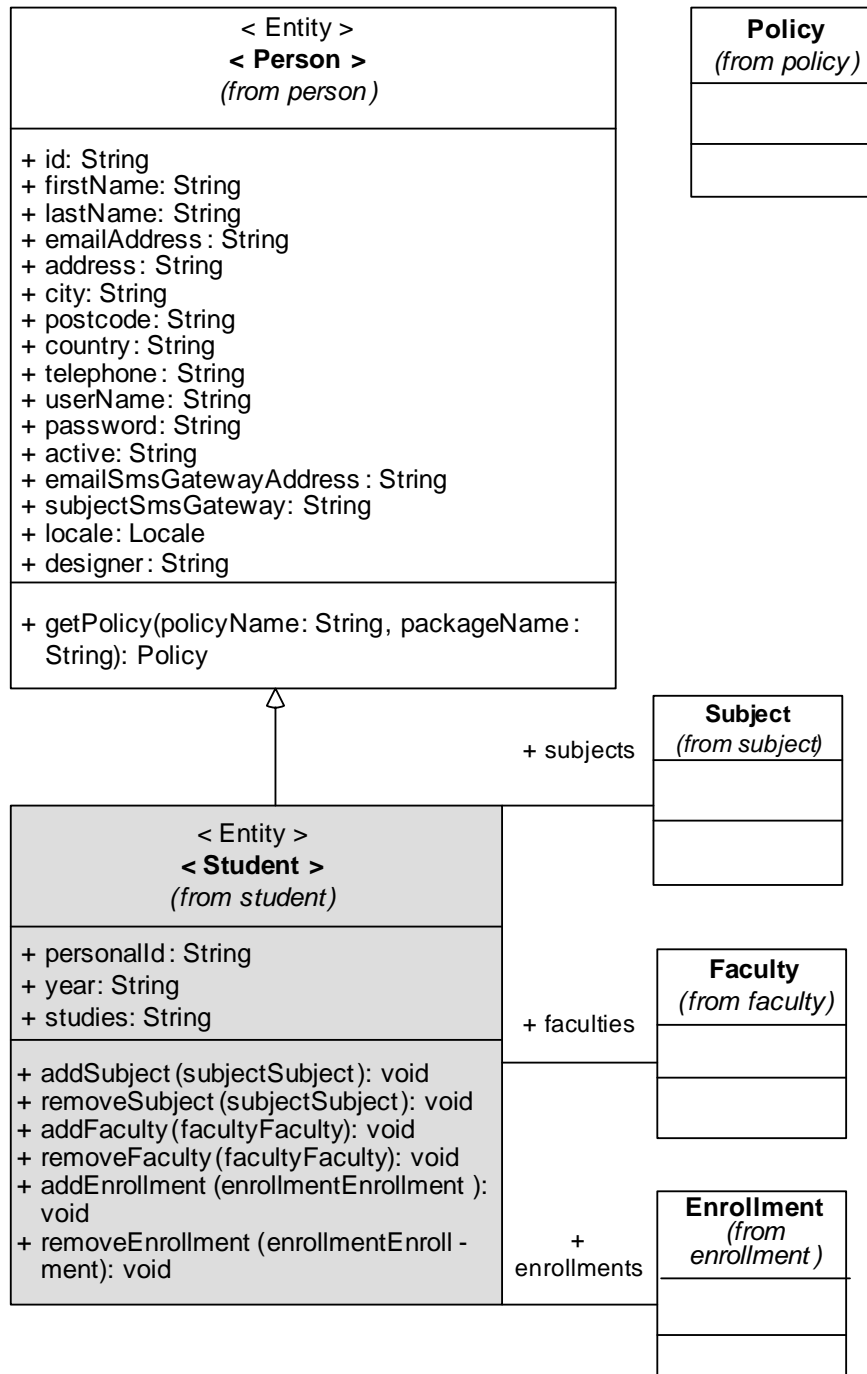 < Entity >
< Person >
(from person)
+ id: String
+ firstName: String
+ lastName: String
+ emailAddress: String
+ address: String
+ city: String
+ postcode: String
+ country: String
+ telephone: String
+ userName: String
+ password: String
+ active: String
+ emailSmsGatewayAddress: String
+ subjectSmsGateway: String
+ locale: Locale
+ designer: String
+ getPolicy(policyName: String, packageName:
String): Policy
Policy
(from policy)
< Entity >
< Student >
(from student)
+ personalId: String
+ year: String
+ studies: String
+ addSubject(subjectSubject): void
+ removeSubject(subjectSubject): void
+ addFaculty(facultyFaculty): void
+ removeFaculty(facultyFaculty): void
+ addEnrollment(enrollmentEnrollment):
void
+ removeEnrollment(enrollmentEnroll-
ment): void
+ subjects
Subject
(from subject)
+ faculties
Faculty
(from faculty)
+
enrollments
Enrollment
(from
enrollment)